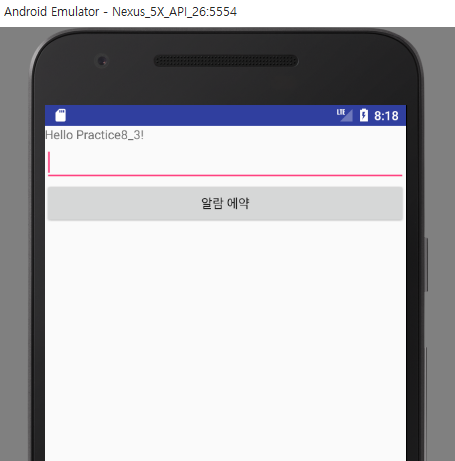 Android Emulator - Nexus_5X_API_26:5554
LTE 8:18
Hello Practice8_3!
알람 예약